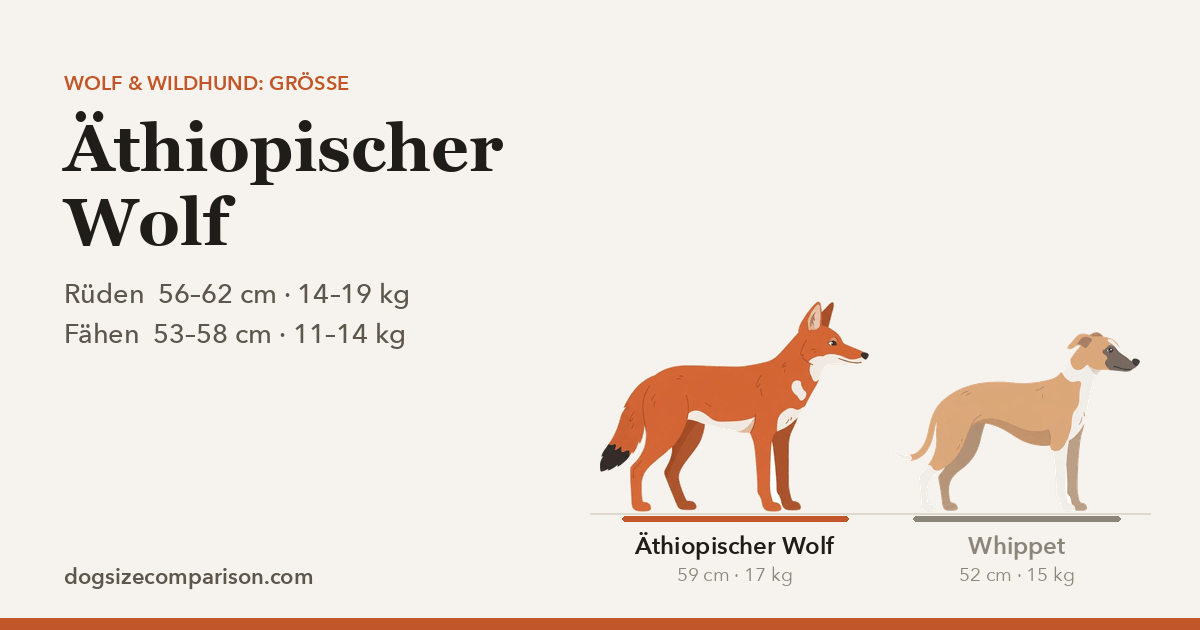 WOLF & WILDHUND: GRÖSSE
Äthiopischer
Wolf
Rüden 56–62 cm · 14–19 kg
Fähen 53–58 cm · 11–14 kg
Äthiopischer Wolf
59 cm · 17 kg
Whippet
52 cm · 15 kg
dogsizecomparison.com